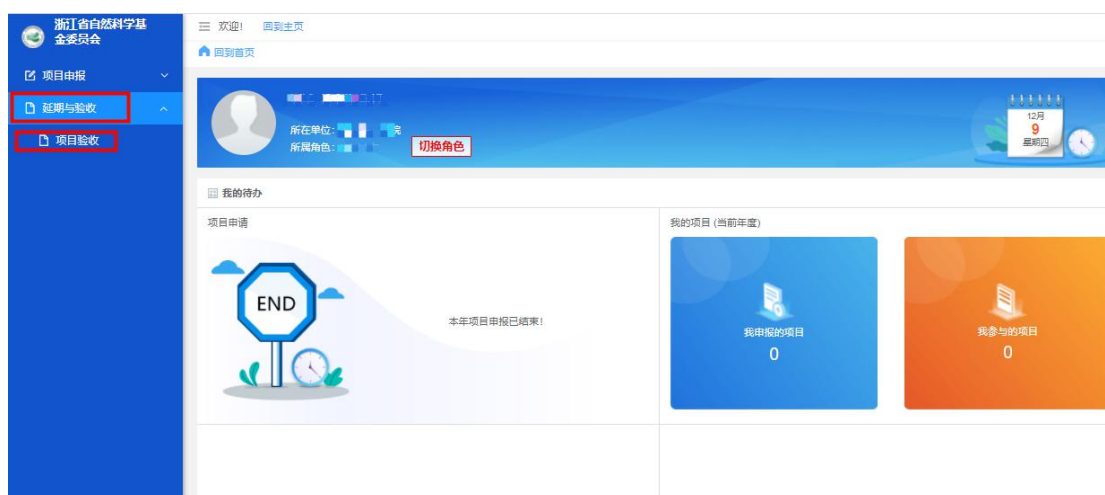 浙江省自然科学基
金委员会
欢迎! 回到主页
回到首页
项目申报
延期与验收
项目验收
所在单位:
所属角色:
切换角色
12月
9
星期四
我的待办
项目申请
我的项目 (当前年度)
END
本年项目申报已结束!
我申报的项目
0
我参与的项目
0